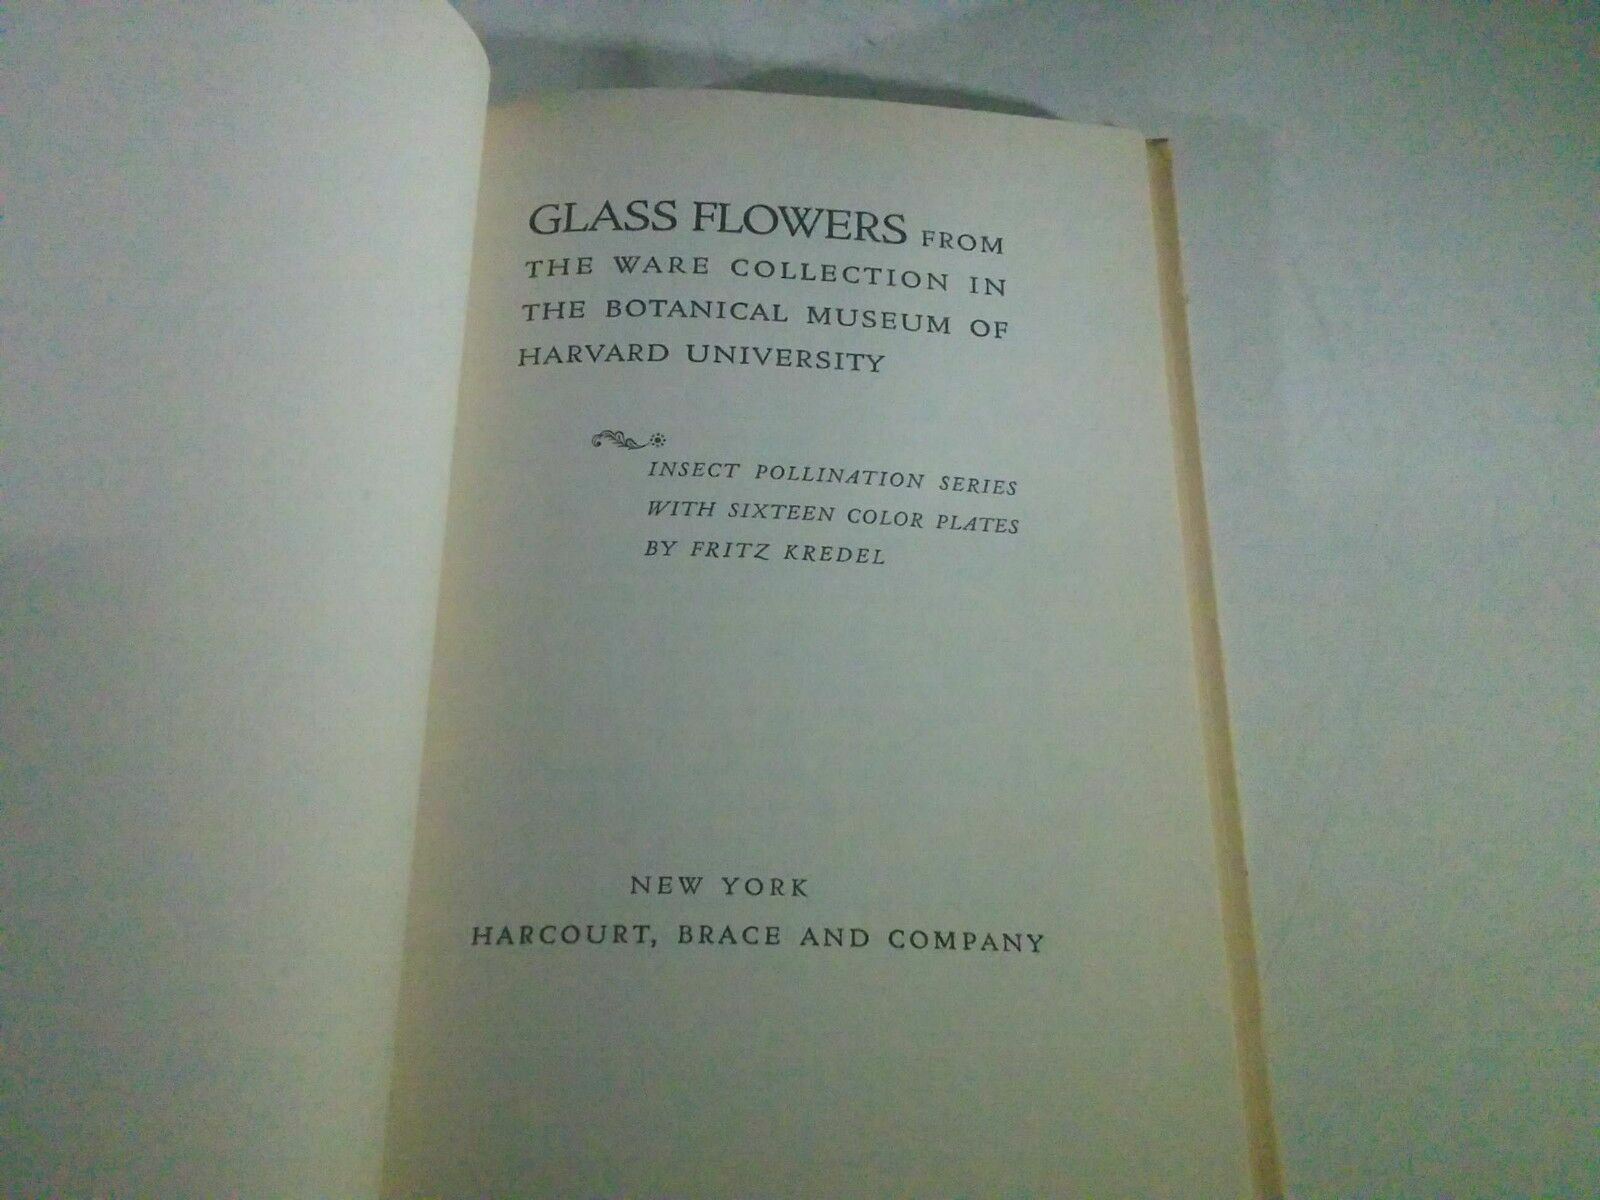 GLASS FLOWERS FROM
THE WARE COLLECTION IN
THE BOTANICAL MUSEUM OF
HARVARD UNIVERSITY
INSECT POLLINATION SERIES
WITH SIXTEEN COLOR PLATES
BY FRITZ KREDEL
NEW YORK
HARCOURT, BRACE AND COMPANY